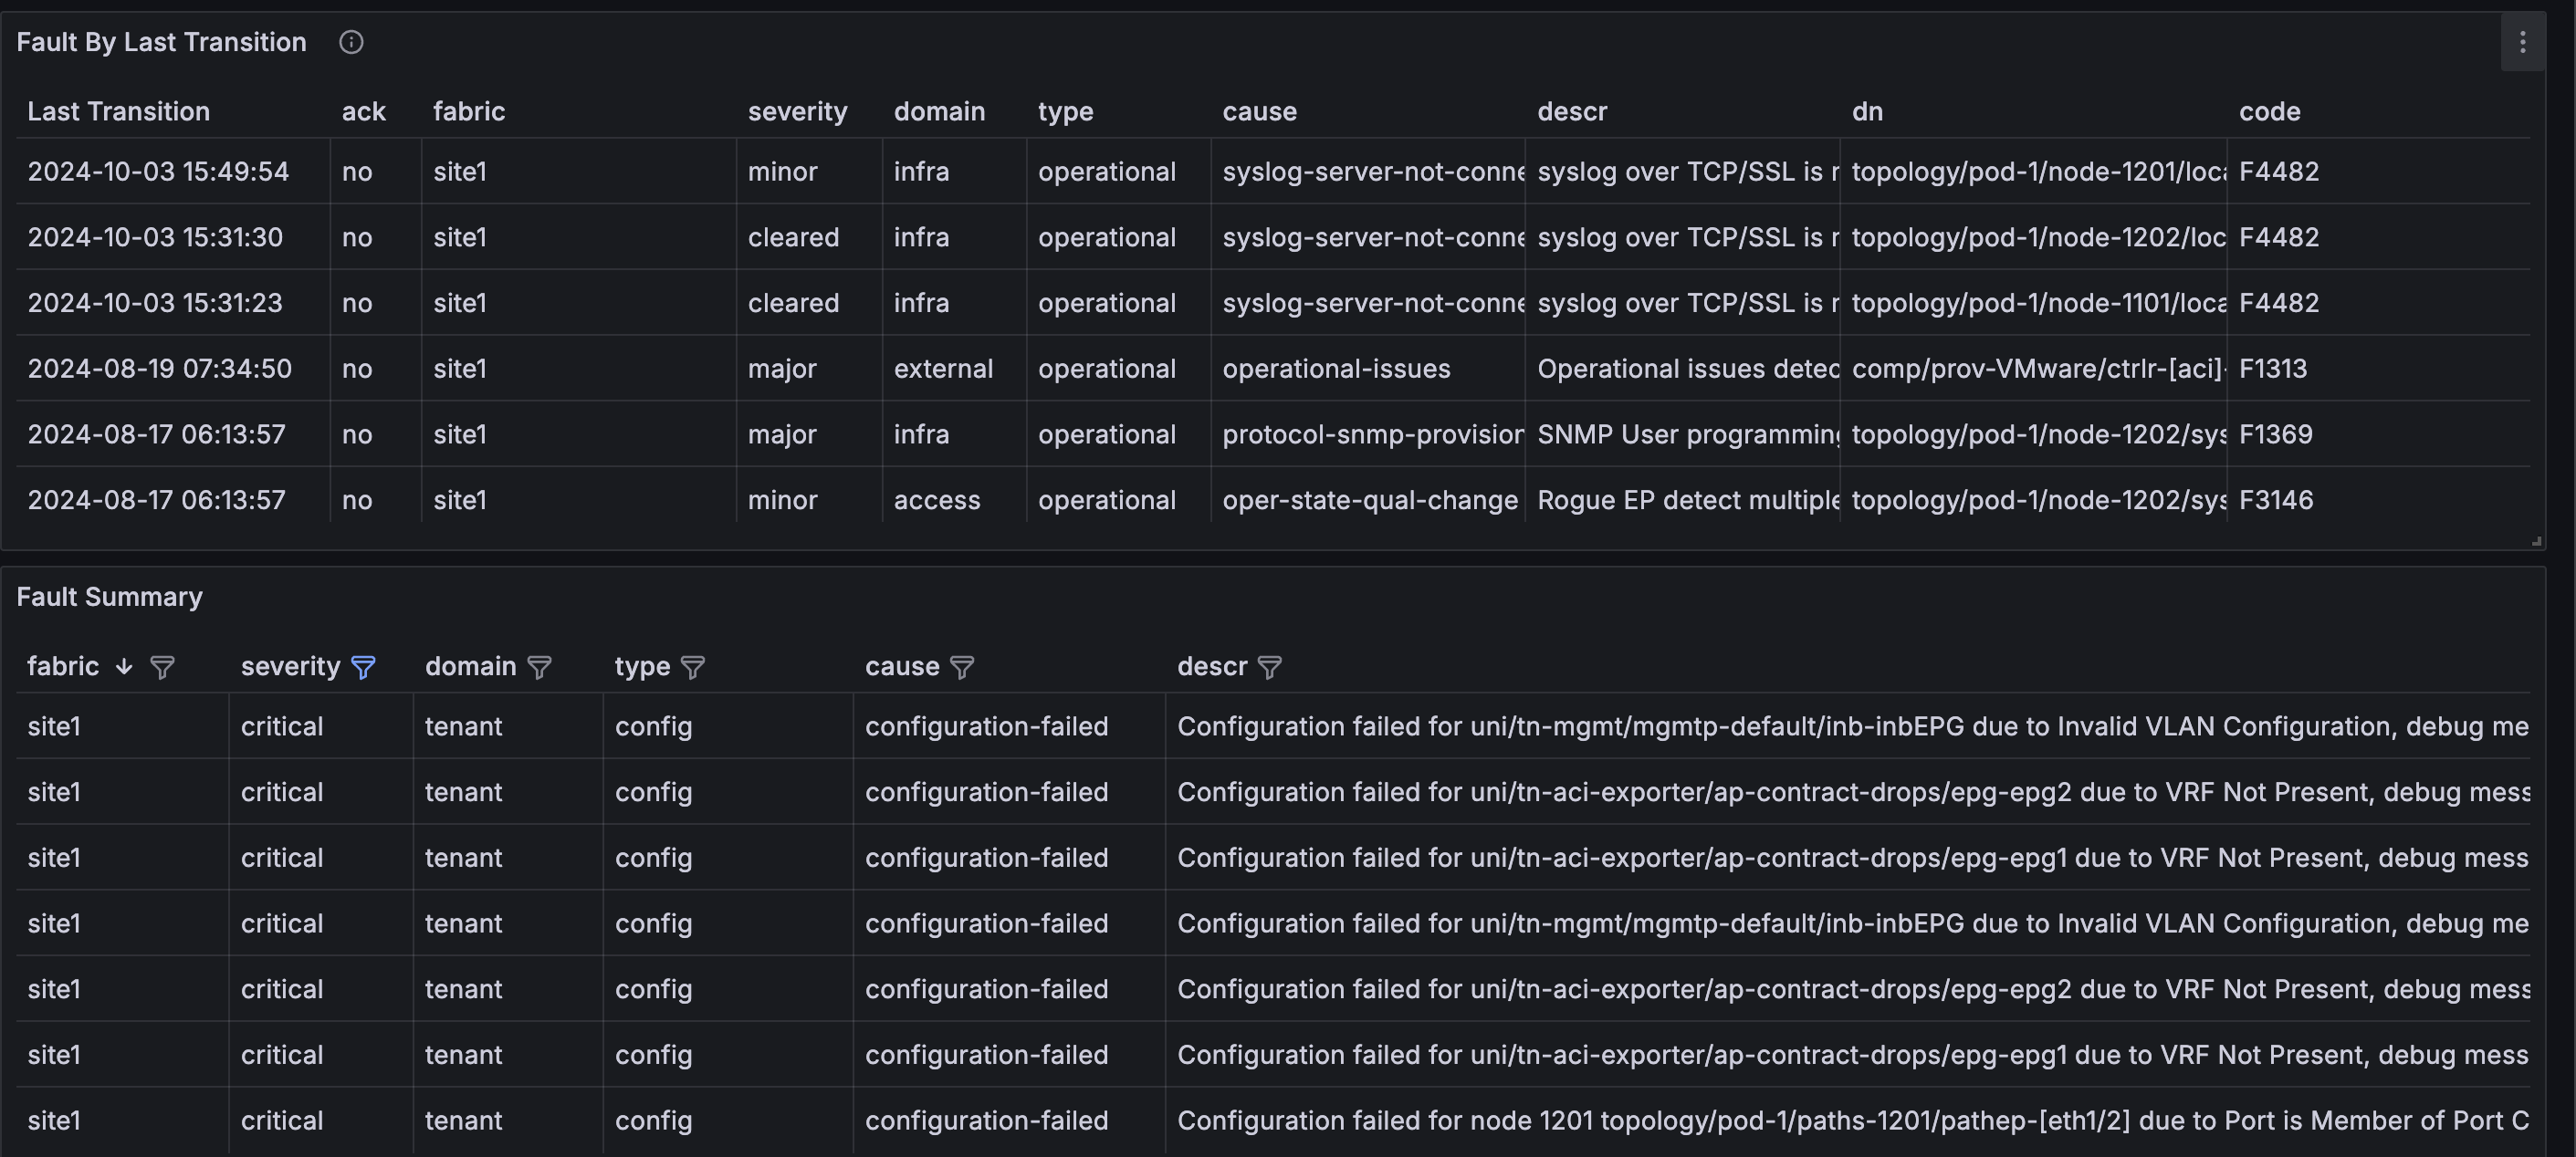 Fault By Last Transition
Last Transition ack fabric severity domain type cause descr dn code
2024-10-03 15:49:54 no site1 minor infra operational syslog-server-not-conne syslog over TCP/SSL is topology/pod-1/node-1201/loca F4482
2024-10-03 15:31:30 no site1 cleared infra operational syslog-server-not-conne syslog over TCP/SSL is topology/pod-1/node-1202/loc F4482
2024-10-03 15:31:23 no site1 cleared infra operational syslog-server-not-conne syslog over TCP/SSL is topology/pod-1/node-1101/loca F4482
2024-08-19 07:34:50 no site1 major external operational operational-issues Operational issues detec comp/prov-VMware/ctrlr-[aci]- F1313
2024-08-17 06:13:57 no site1 major infra operational protocol-snmp-provision SNMP User programming topology/pod-1/node-1202/sys F1369
2024-08-17 06:13:57 no site1 minor access operational oper-state-qual-change Rogue EP detect multiple topology/pod-1/node-1202/sys F3146
Fault Summary
fabric severity domain type cause descr
site1 critical tenant config configuration-failed Configuration failed for uni/tn-mgmt/mgmtp-default/inb-inbEPG due to Invalid VLAN Configuration, debug me
site1 critical tenant config configuration-failed Configuration failed for uni/tn-aci-exporter/ap-contract-drops/epg-epg2 due to VRF Not Present, debug mess
site1 critical tenant config configuration-failed Configuration failed for uni/tn-aci-exporter/ap-contract-drops/epg-epg1 due to VRF Not Present, debug mess
site1 critical tenant config configuration-failed Configuration failed for uni/tn-mgmt/mgmtp-default/inb-inbEPG due to Invalid VLAN Configuration, debug me
site1 critical tenant config configuration-failed Configuration failed for uni/tn-aci-exporter/ap-contract-drops/epg-epg2 due to VRF Not Present, debug mess
site1 critical tenant config configuration-failed Configuration failed for uni/tn-aci-exporter/ap-contract-drops/epg-epg1 due to VRF Not Present, debug mess
site1 critical tenant config configuration-failed Configuration failed for node 1201 topology/pod-1/paths-1201/pathep-[eth1/2] due to Port is Member of Port C